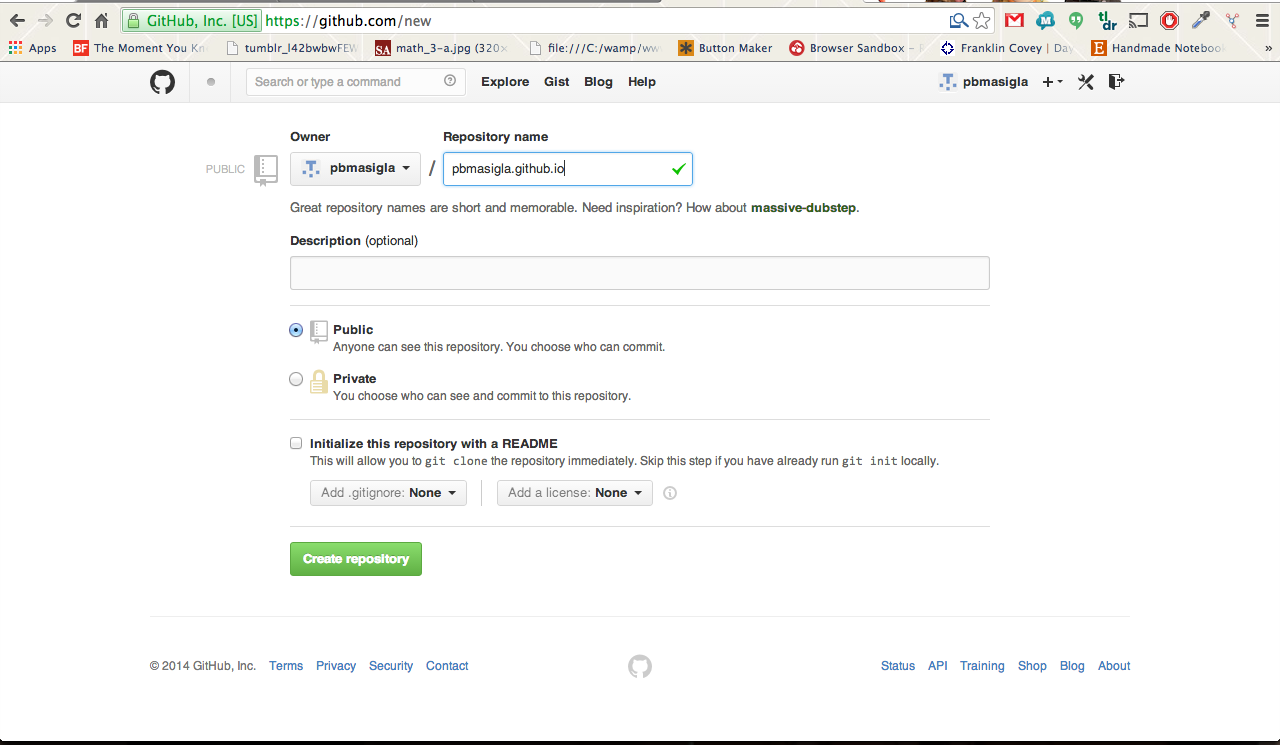 GitHub, Inc. [US] https://github.com/new
Apps BF The Moment You Kn tumblr_l42bwbwFEW SA math_3-a.jpg (320× file:///C:/wamp/ww Button Maker Browser Sandbox – Franklin Covey | Day E Handmade Notebook »
Search or type a command Explore Gist Blog Help pbmasigla
Owner Repository name
PUBLIC pbmasigla / pbmasigla.github.io
Great repository names are short and memorable. Need inspiration? How about massive-dubstep.
Description (optional)
Public
Anyone can see this repository. You choose who can commit.
Private
You choose who can see and commit to this repository.
Initialize this repository with a README
This will allow you to git clone the repository immediately. Skip this step if you have already run git init locally.
Add .gitignore: None Add a license: None
Create repository
© 2014 GitHub, Inc. Terms Privacy Security Contact Status API Training Shop Blog About